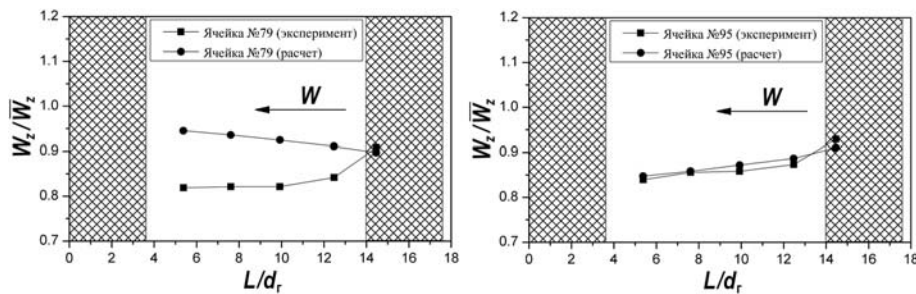 1.2
1.1
1.0
0.9
0.8
0.7
W_z/W̅_z
Ячейка №79 (эксперимент)
Ячейка №79 (расчет)
W
0 2 4 6 8 10 12 14 16 18
L/d_г
1.2
1.1
1.0
0.9
0.8
0.7
W_z/W̅_z
Ячейка №95 (эксперимент)
Ячейка №95 (расчет)
W
0 2 4 6 8 10 12 14 16 18
L/d_г